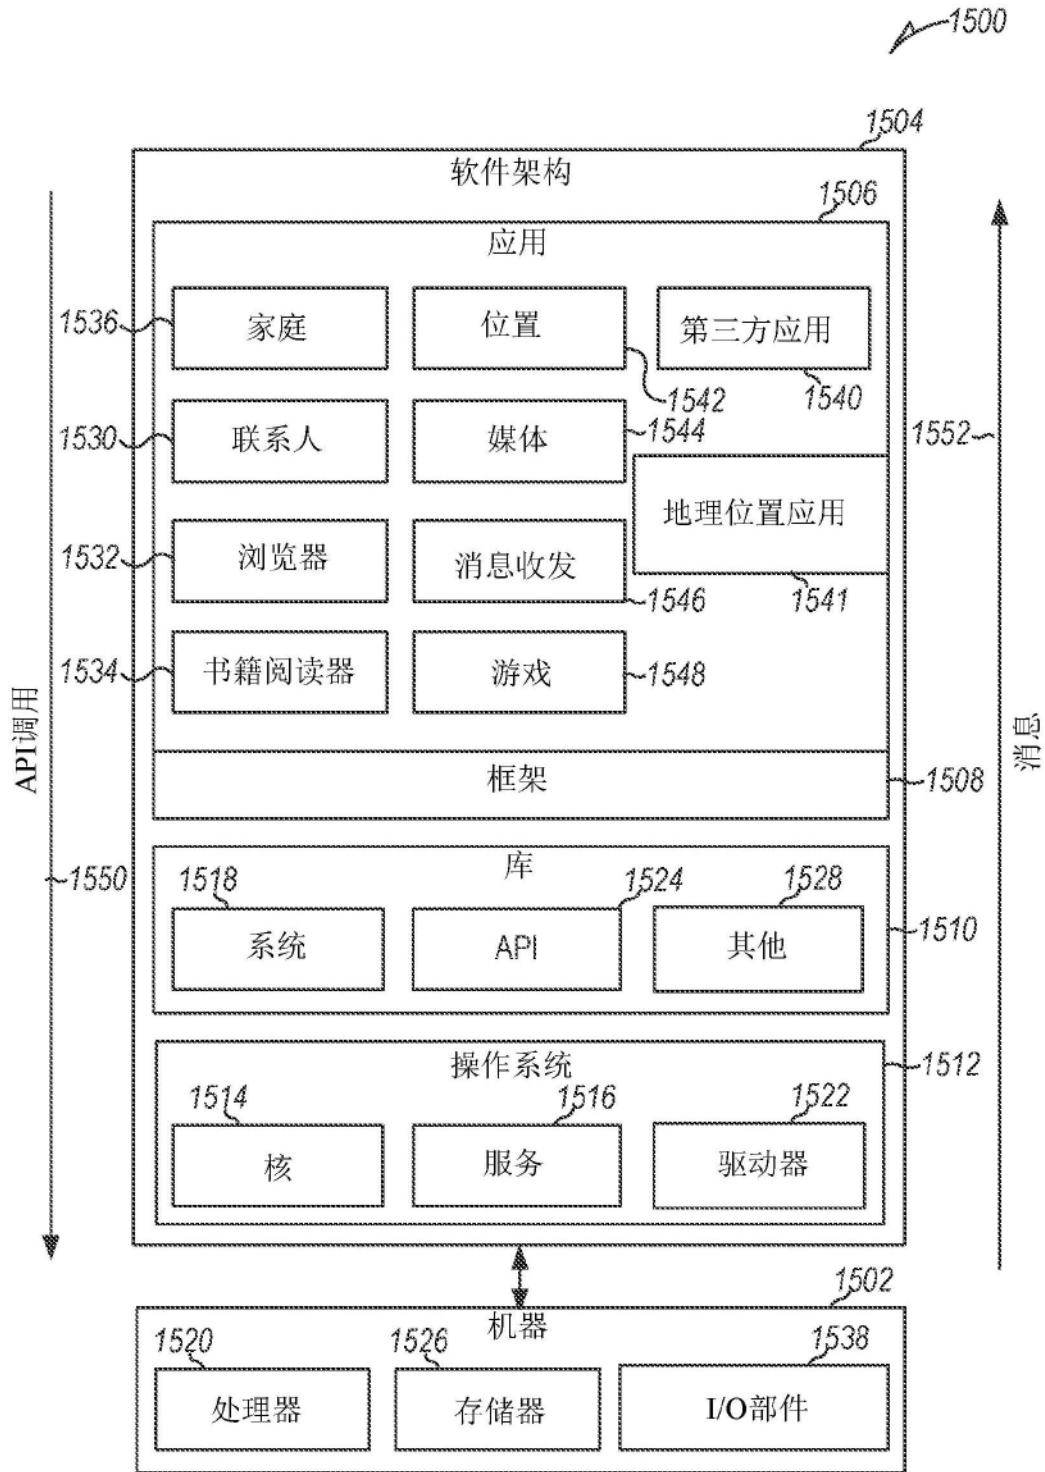 1500
1504
软件架构
1506
应用
1536 家庭 位置 第三方应用
1542 1540
1530 联系人 媒体 1544 1552
地理位置应用
1532 浏览器 消息收发
1546 1541
1534 书籍阅读器 游戏 1548
API调用
消息
框架 1508
1550
库
1518 1524 1528
1510
系统 API 其他
操作系统 1512
1514 1516 1522
核 服务 驱动器
1502
机器
1520 1526 1538
处理器 存储器 I/O部件